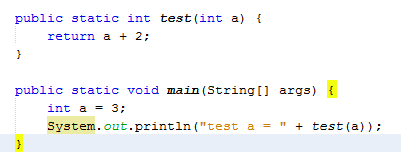 public static int test(int a) {
    return a + 2;
}
public static void main(String[] args) {
    int a = 3;
    System.out.println("test a = " + test(a));
}